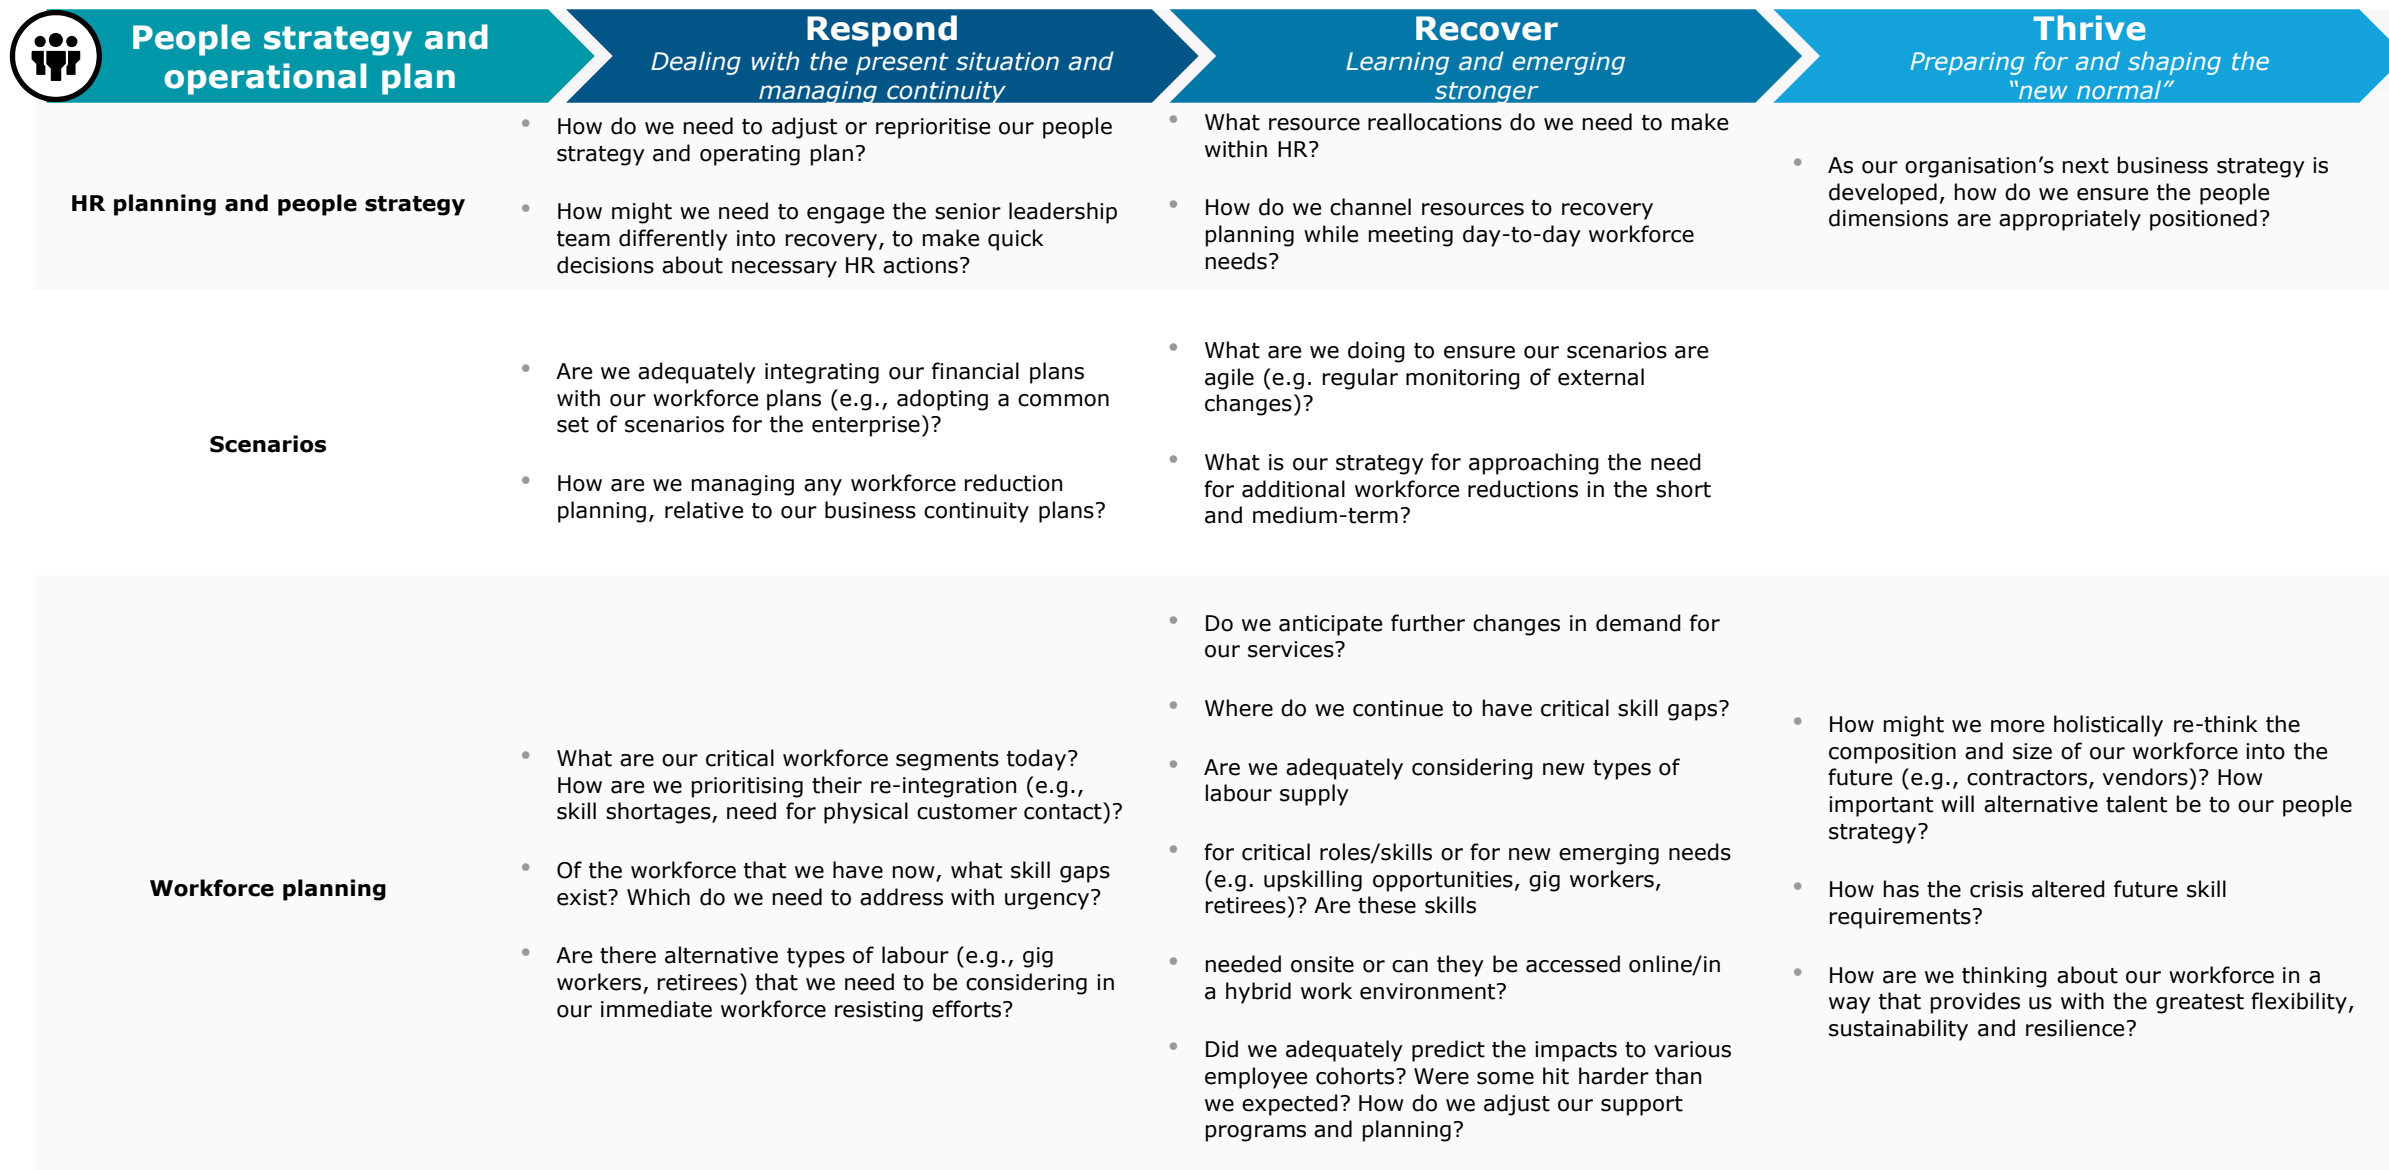 People strategy and
operational plan
Respond
Dealing with the present situation and
managing continuity
Recover
Learning and emerging
stronger
Thrive
Preparing for and shaping the
“new normal”
HR planning and people strategy
• How do we need to adjust or reprioritise our people
strategy and operating plan?
• How might we need to engage the senior leadership
team differently into recovery, to make quick
decisions about necessary HR actions?
• What resource reallocations do we need to make
within HR?
• How do we channel resources to recovery
planning while meeting day-to-day workforce
needs?
• As our organisation’s next business strategy is
developed, how do we ensure the people
dimensions are appropriately positioned?
Scenarios
• Are we adequately integrating our financial plans
with our workforce plans (e.g., adopting a common
set of scenarios for the enterprise)?
• How are we managing any workforce reduction
planning, relative to our business continuity plans?
• What are we doing to ensure our scenarios are
agile (e.g. regular monitoring of external
changes)?
• What is our strategy for approaching the need
for additional workforce reductions in the short
and medium-term?
Workforce planning
• What are our critical workforce segments today?
How are we prioritising their re-integration (e.g.,
skill shortages, need for physical customer contact)?
• Of the workforce that we have now, what skill gaps
exist? Which do we need to address with urgency?
• Are there alternative types of labour (e.g., gig
workers, retirees) that we need to be considering in
our immediate workforce resisting efforts?
• Do we anticipate further changes in demand for
our services?
• Where do we continue to have critical skill gaps?
• Are we adequately considering new types of
labour supply
• for critical roles/skills or for new emerging needs
(e.g. upskilling opportunities, gig workers,
retirees)? Are these skills
• needed onsite or can they be accessed online/in
a hybrid work environment?
• Did we adequately predict the impacts to various
employee cohorts? Were some hit harder than
we expected? How do we adjust our support
programs and planning?
• How might we more holistically re-think the
composition and size of our workforce into the
future (e.g., contractors, vendors)? How
important will alternative talent be to our people
strategy?
• How has the crisis altered future skill
requirements?
• How are we thinking about our workforce in a
way that provides us with the greatest flexibility,
sustainability and resilience?